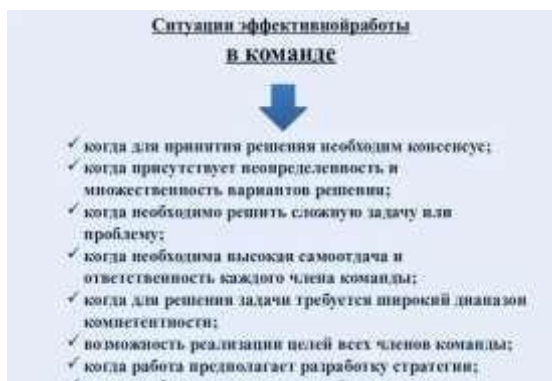 Ситуации эффективнойработы
в команде
когда для принятия решения необходим консенсус;
когда присутствует неопределенность и
множественность вариантов решения;
когда необходимо решить сложную задачу или
проблему;
когда необходима высокая самоотдача и
ответственность каждого члена команды;
когда для решения задачи требуется широкий диапазон
компетентности;
возможность реализации целей всех членов команды;
когда работа предполагает разработку стратегии;